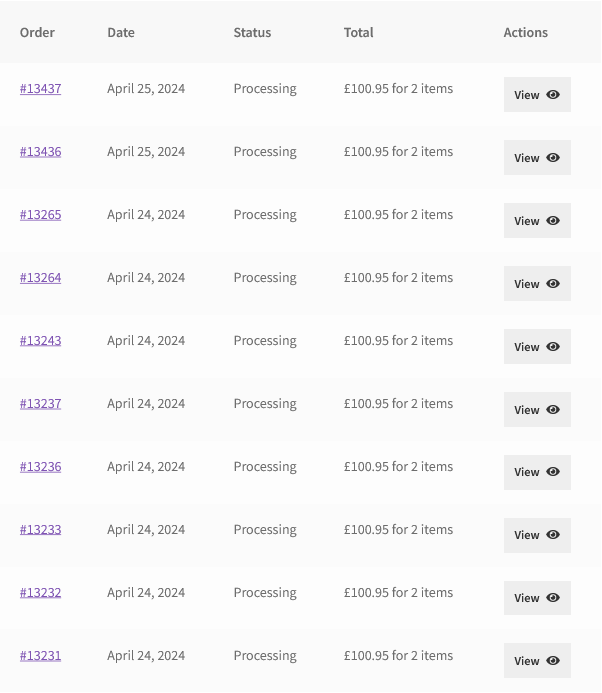 Order Date Status Total Actions
#13437 April 25, 2024 Processing £100.95 for 2 items View
#13436 April 25, 2024 Processing £100.95 for 2 items View
#13265 April 24, 2024 Processing £100.95 for 2 items View
#13264 April 24, 2024 Processing £100.95 for 2 items View
#13243 April 24, 2024 Processing £100.95 for 2 items View
#13237 April 24, 2024 Processing £100.95 for 2 items View
#13236 April 24, 2024 Processing £100.95 for 2 items View
#13233 April 24, 2024 Processing £100.95 for 2 items View
#13232 April 24, 2024 Processing £100.95 for 2 items View
#13231 April 24, 2024 Processing £100.95 for 2 items View